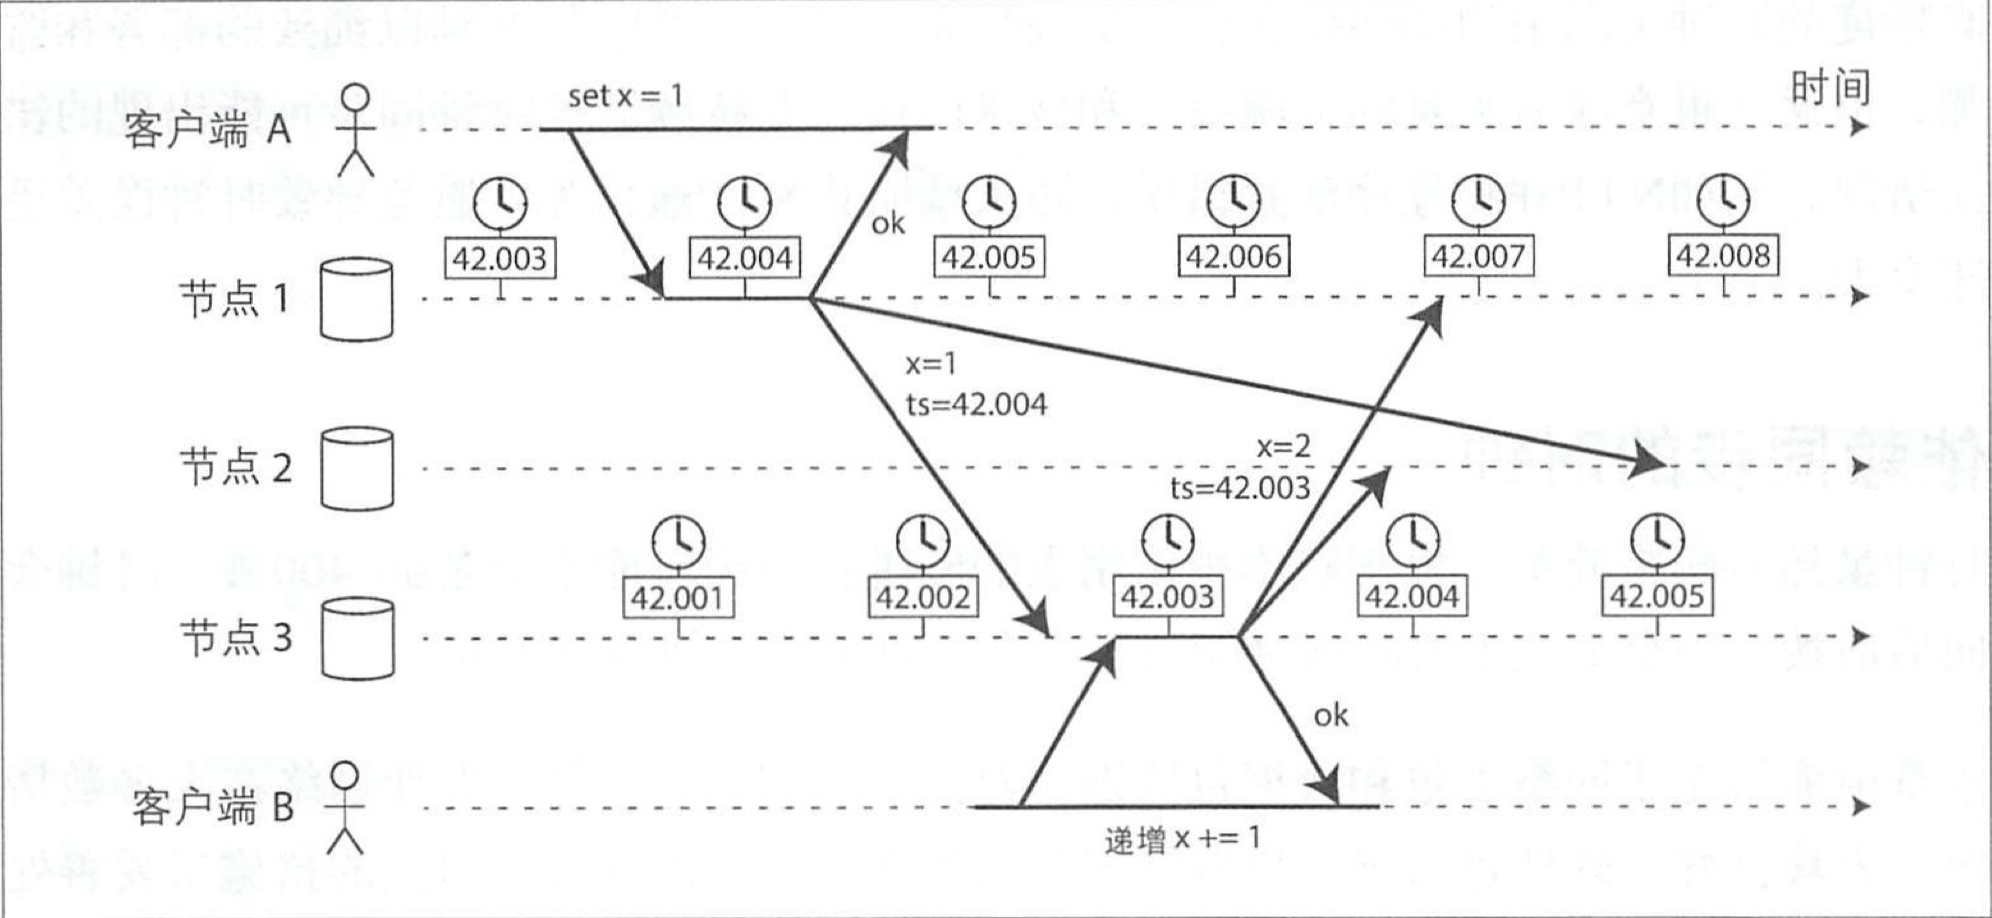 set x = 1
时间
客户端 A
ok
42.003
42.004
42.005
42.006
42.007
42.008
节点 1
x=1
ts=42.004
x=2
节点 2
ts=42.003
42.001
42.002
42.003
42.004
42.005
节点 3
ok
客户端 B
递增 x += 1